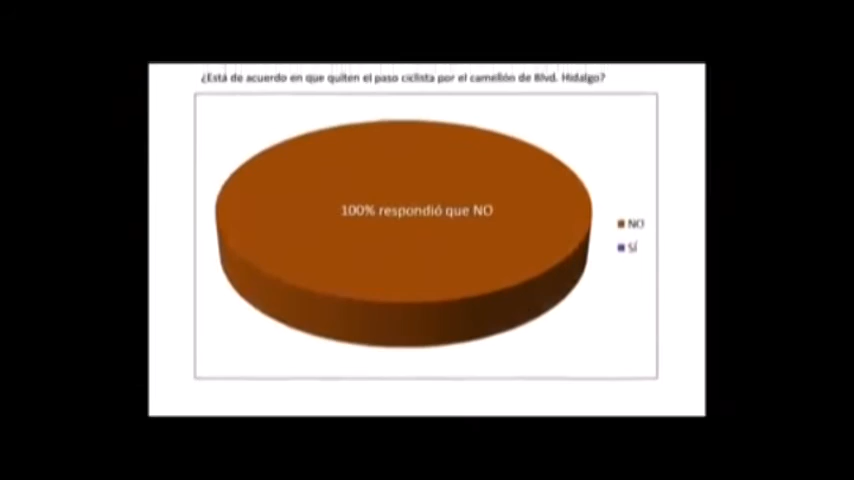 ¿Está de acuerdo en que quiten el paso ciclista por el camellón de Blvd. Hidalgo?
100% respondió que NO
NO
SÍ